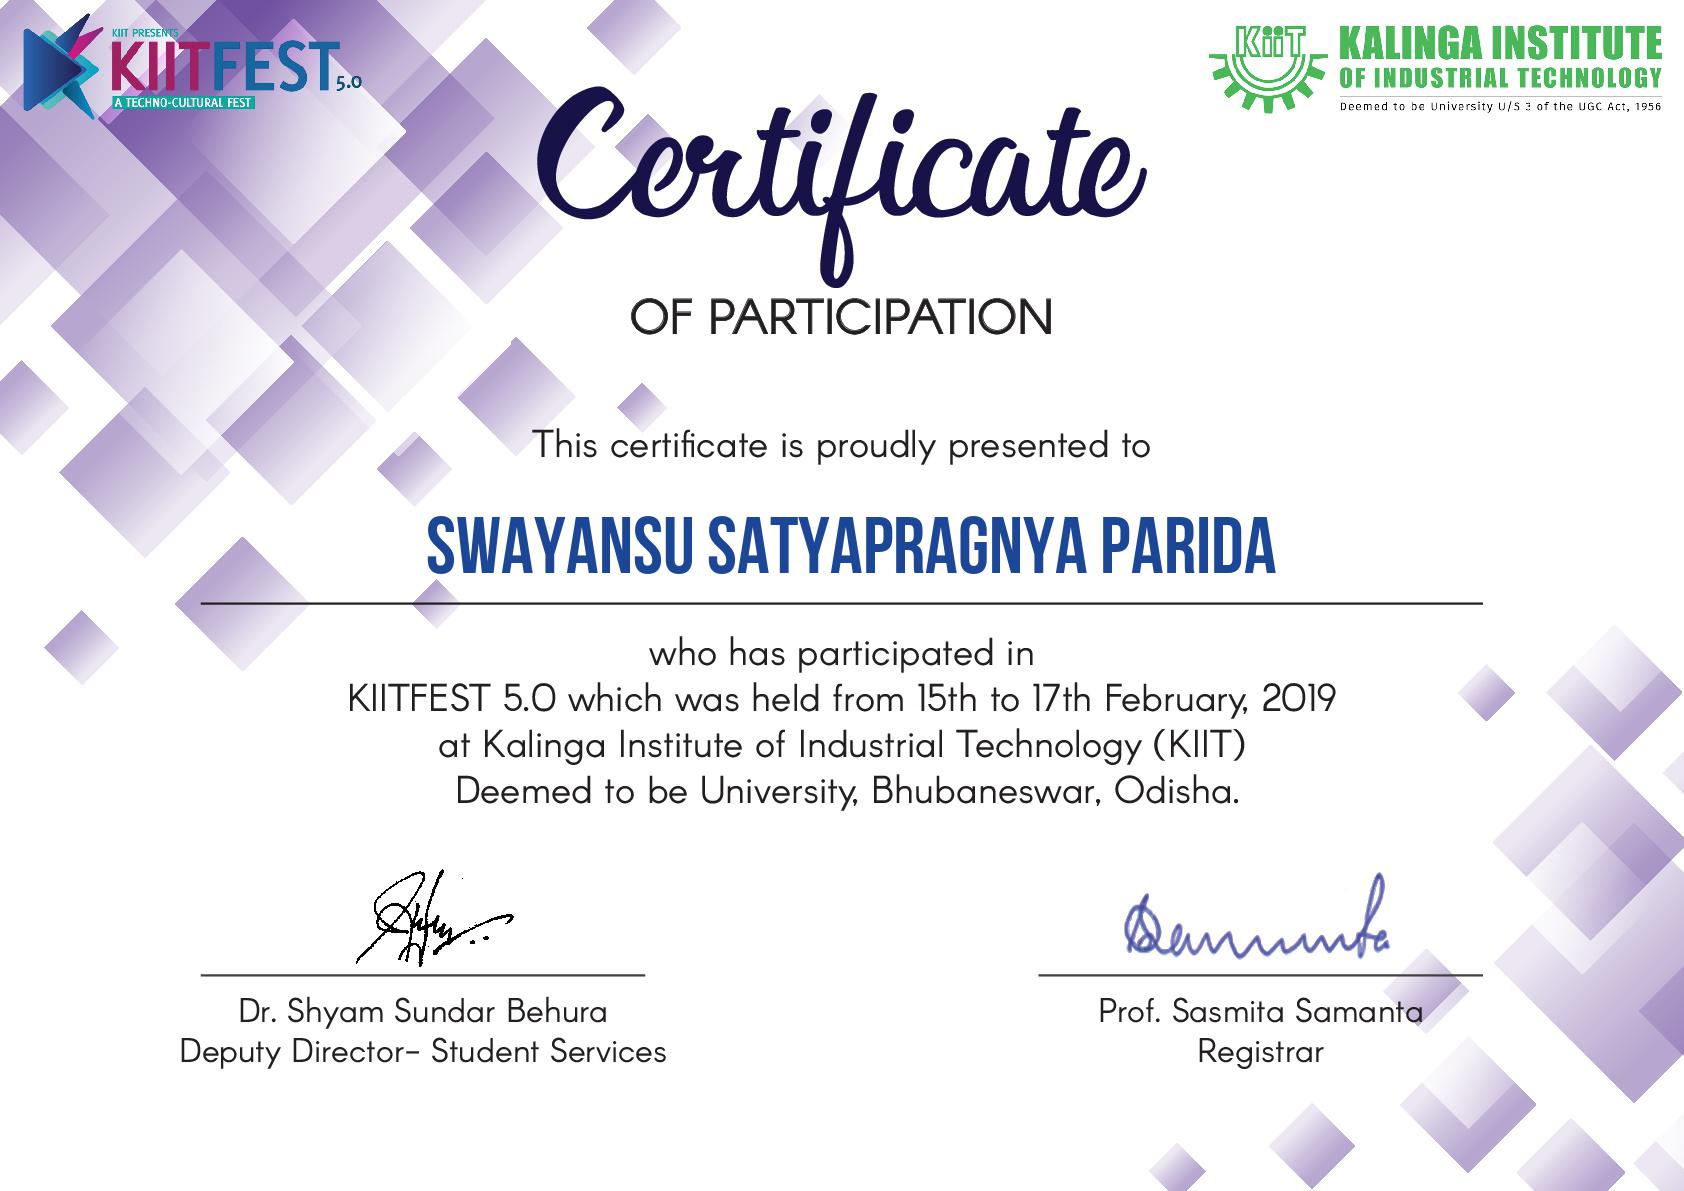 KIIT PRESENTS
KIITFEST 5.0
A TECHNO-CULTURAL FEST
KiiT
KALINGA INSTITUTE
OF INDUSTRIAL TECHNOLOGY
Deemed to be University U/S 3 of the UGC Act, 1956
Certificate
OF PARTICIPATION
This certificate is proudly presented to
SWAYANSU SATYAPRAGNYA PARIDA
who has participated in
KIITFEST 5.0 which was held from 15th to 17th February, 2019
at Kalinga Institute of Industrial Technology (KIIT)
Deemed to be University, Bhubaneswar, Odisha.
Dr. Shyam Sundar Behura
Deputy Director- Student Services
Prof. Sasmita Samanta
Registrar